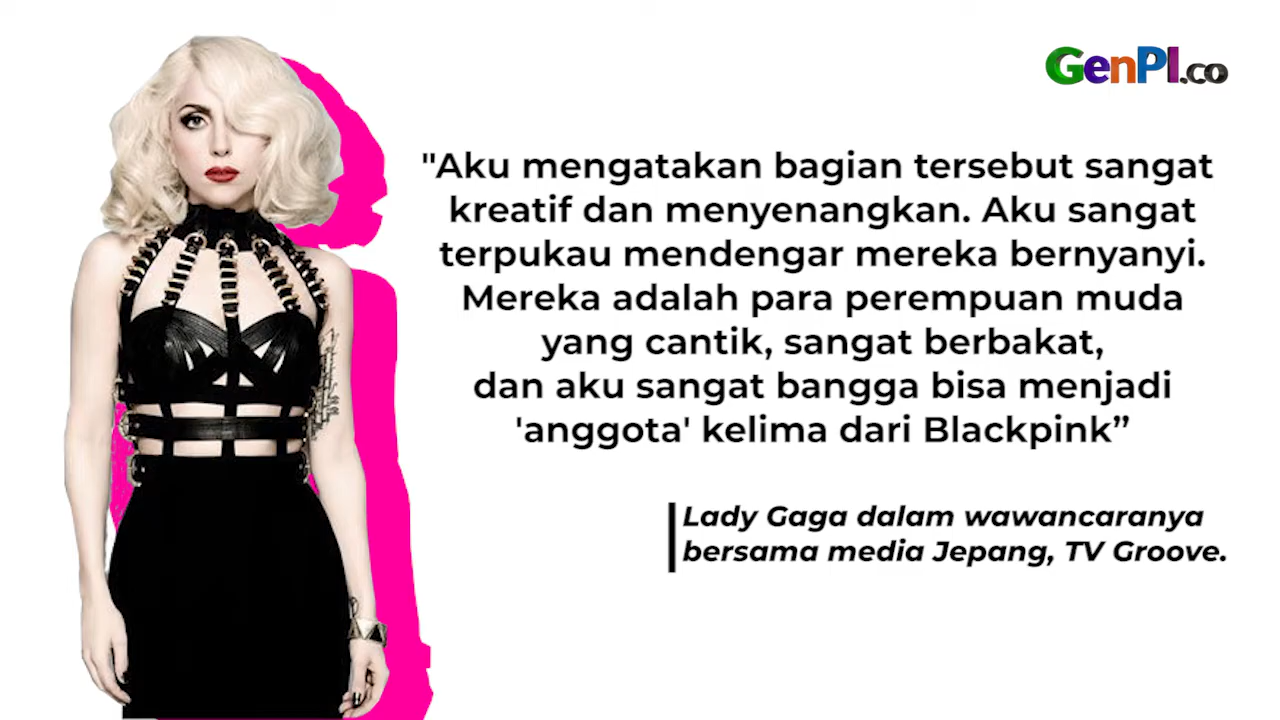 GenPI.co
"Aku mengatakan bagian tersebut sangat
kreatif dan menyenangkan. Aku sangat
terpukau mendengar mereka bernyanyi.
Mereka adalah para perempuan muda
yang cantik, sangat berbakat,
dan aku sangat bangga bisa menjadi
'anggota' kelima dari Blackpink”
Lady Gaga dalam wawancaranya
bersama media Jepang, TV Groove.